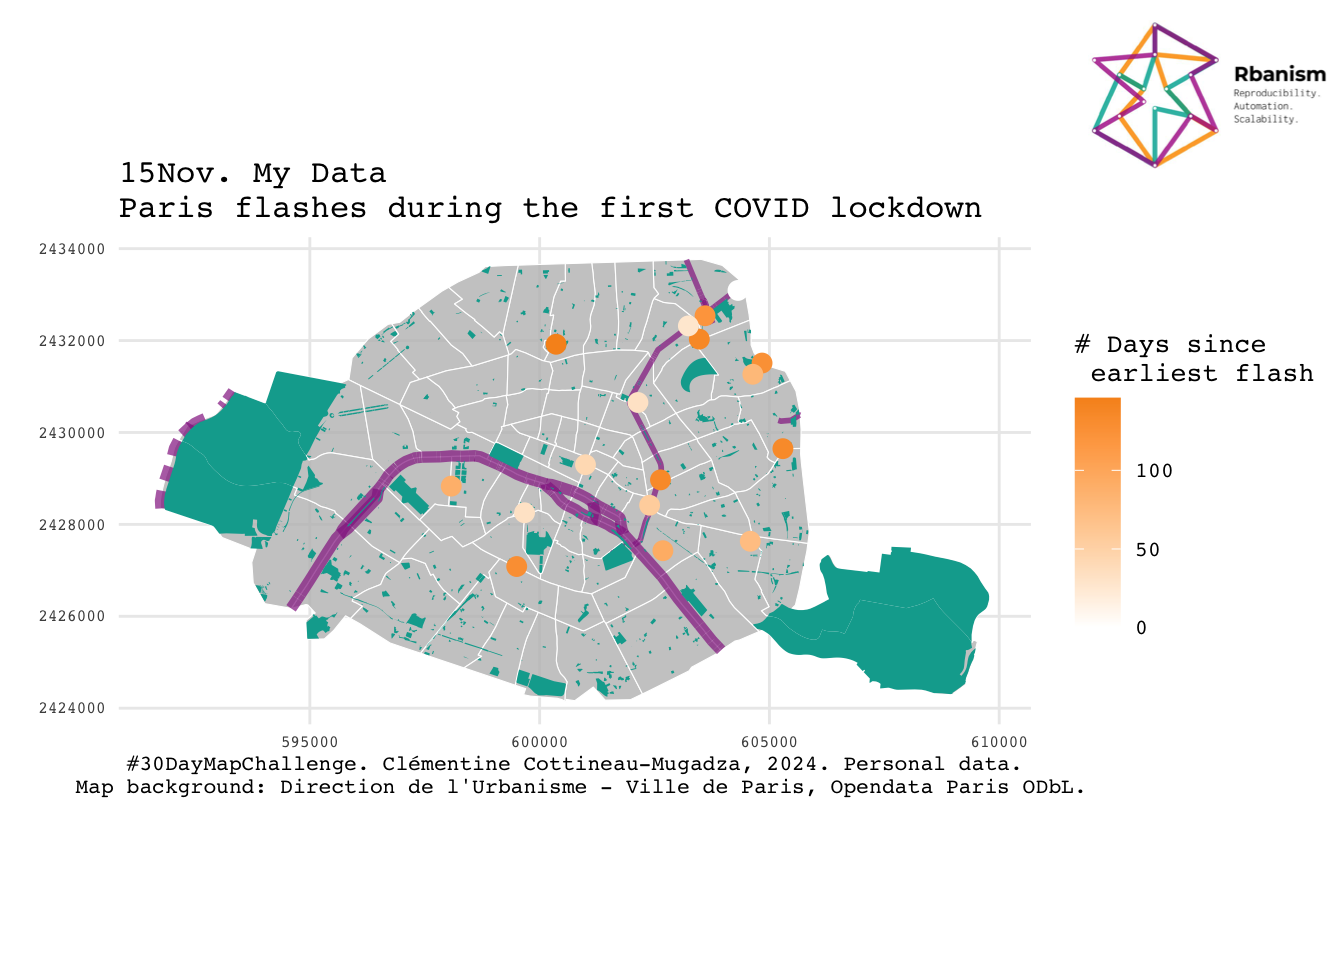 Rbanism
Reproducibility.
Automation.
Scalability.
15Nov. My Data
Paris flashes during the first COVID lockdown
2434000
2432000
2430000
2428000
2426000
2424000
595000 600000 605000 610000
# Days since
earliest flash
100
50
0
#30DayMapChallenge. Clémentine Cottineau-Mugadza, 2024. Personal data.
Map background: Direction de l'Urbanisme - Ville de Paris, Opendata Paris ODbL.